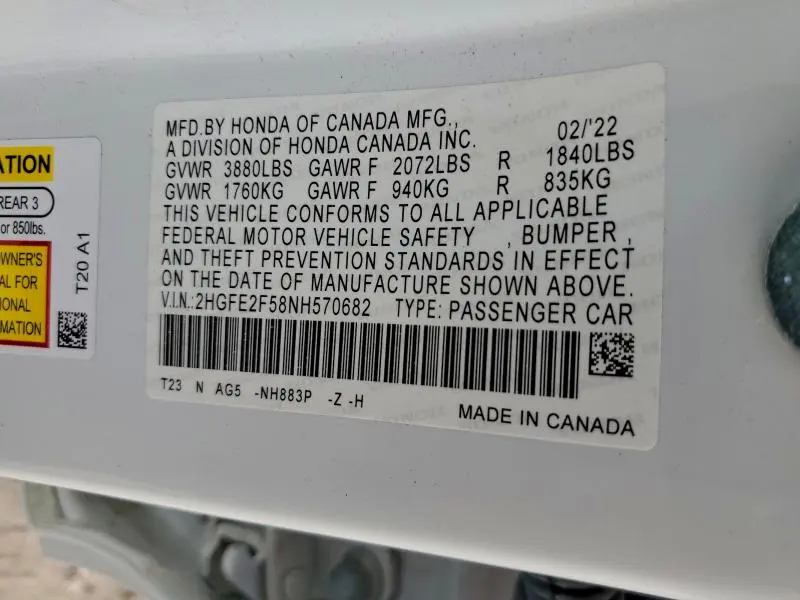 MFD.BY HONDA OF CANADA MFG.,
A DIVISION OF HONDA CANADA INC. 02/'22
GVWR 3880LBS GAWR F 2072LBS R 1840LBS
GVWR 1760KG GAWR F 940KG R 835KG
THIS VEHICLE CONFORMS TO ALL APPLICABLE
FEDERAL MOTOR VEHICLE SAFETY , BUMPER ,
AND THEFT PREVENTION STANDARDS IN EFFECT
ON THE DATE OF MANUFACTURE SHOWN ABOVE.
V.I.N.:2HGFE2F58NH570682 TYPE: PASSENGER CAR
T23 N AG5 -NH883P -Z -H
MADE IN CANADA
ATION
REAR 3
or 850lbs.
OWNER'S
AL FOR
IONAL
MATION
T20 A1